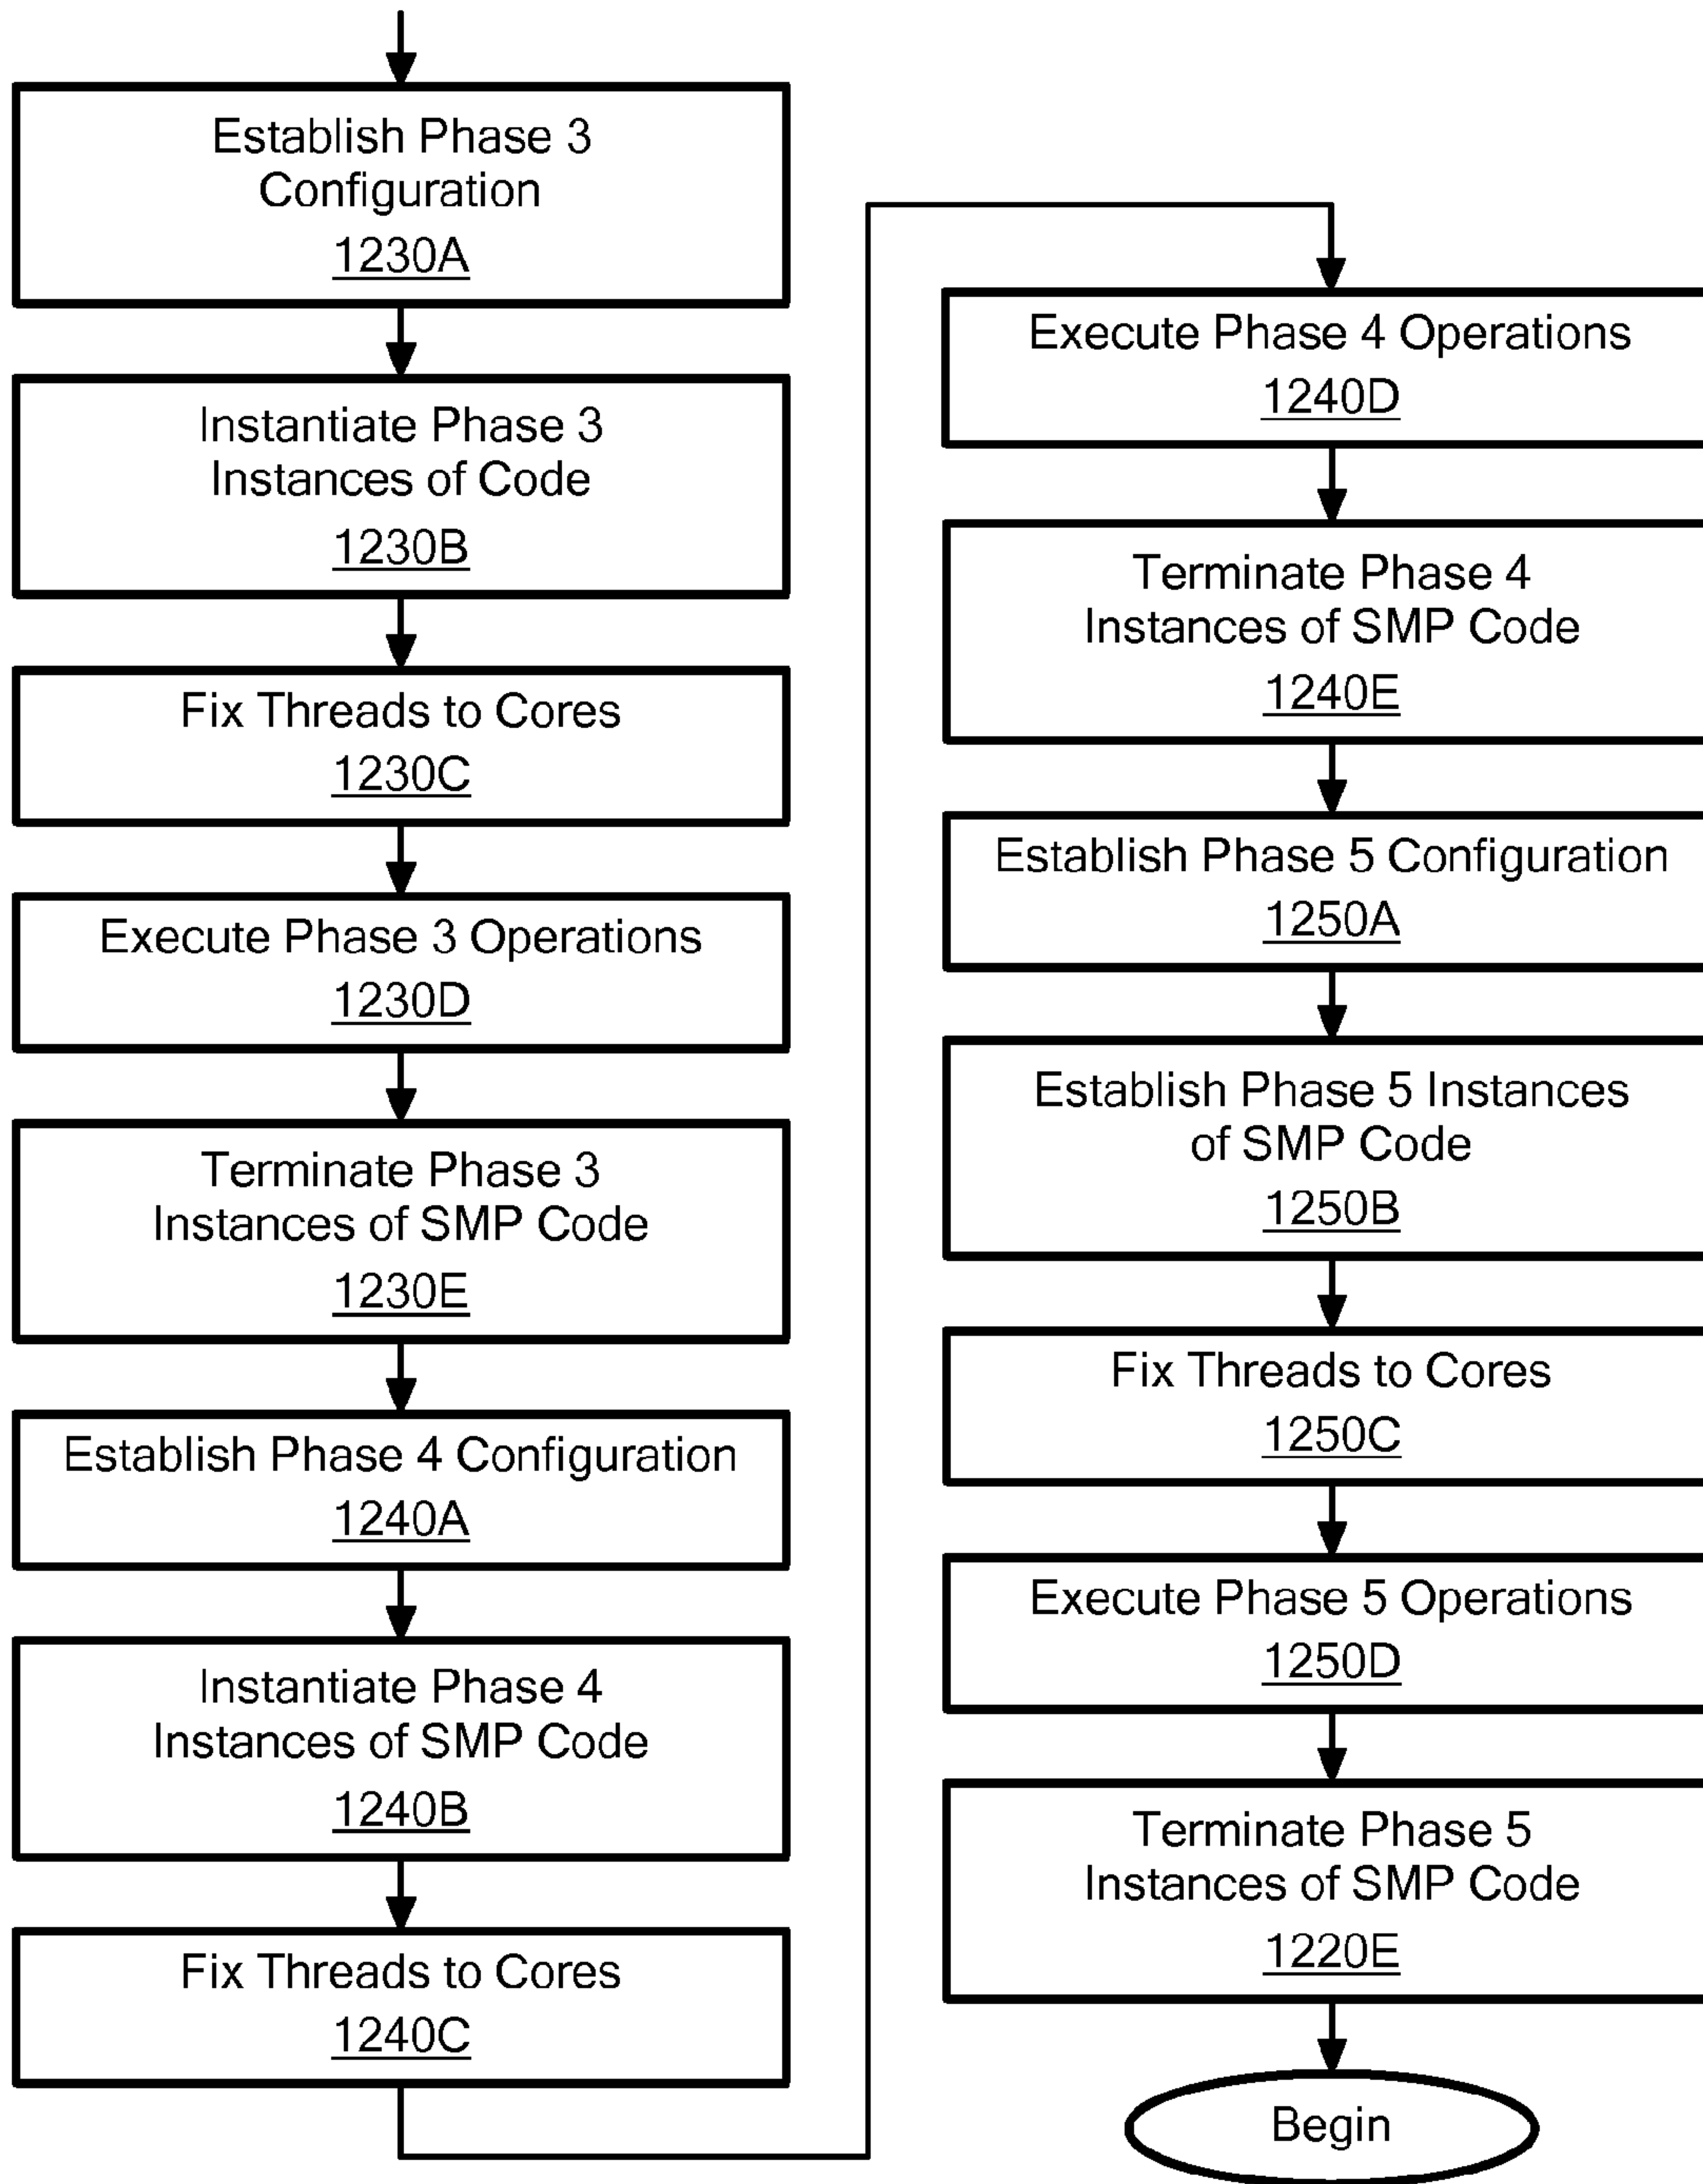 Establish Phase 3
Configuration
1230A
Instantiate Phase 3
Instances of Code
1230B
Fix Threads to Cores
1230C
Execute Phase 3 Operations
1230D
Terminate Phase 3
Instances of SMP Code
1230E
Establish Phase 4 Configuration
1240A
Instantiate Phase 4
Instances of SMP Code
1240B
Fix Threads to Cores
1240C
Execute Phase 4 Operations
1240D
Terminate Phase 4
Instances of SMP Code
1240E
Establish Phase 5 Configuration
1250A
Establish Phase 5 Instances
of SMP Code
1250B
Fix Threads to Cores
1250C
Execute Phase 5 Operations
1250D
Terminate Phase 5
Instances of SMP Code
1220E
Begin